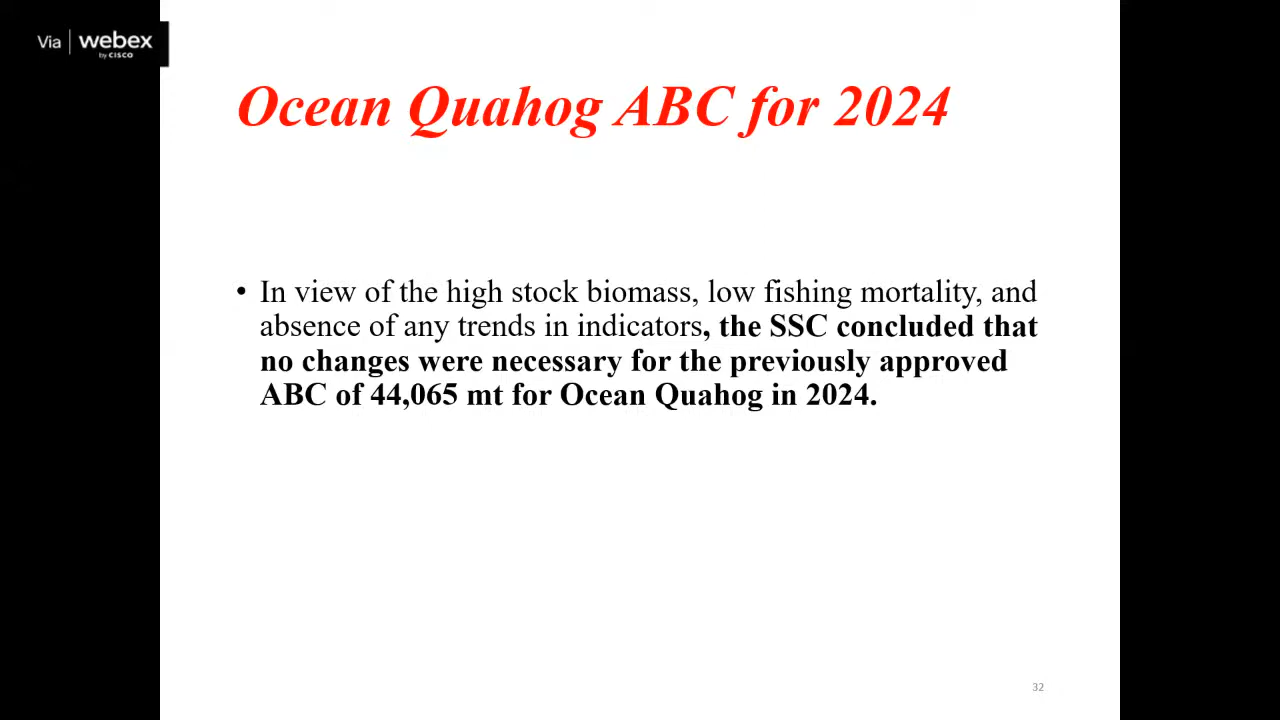 Via webex
by CISCO
Ocean Quahog ABC for 2024
• In view of the high stock biomass, low fishing mortality, and
absence of any trends in indicators, the SSC concluded that
no changes were necessary for the previously approved
ABC of 44,065 mt for Ocean Quahog in 2024.
32